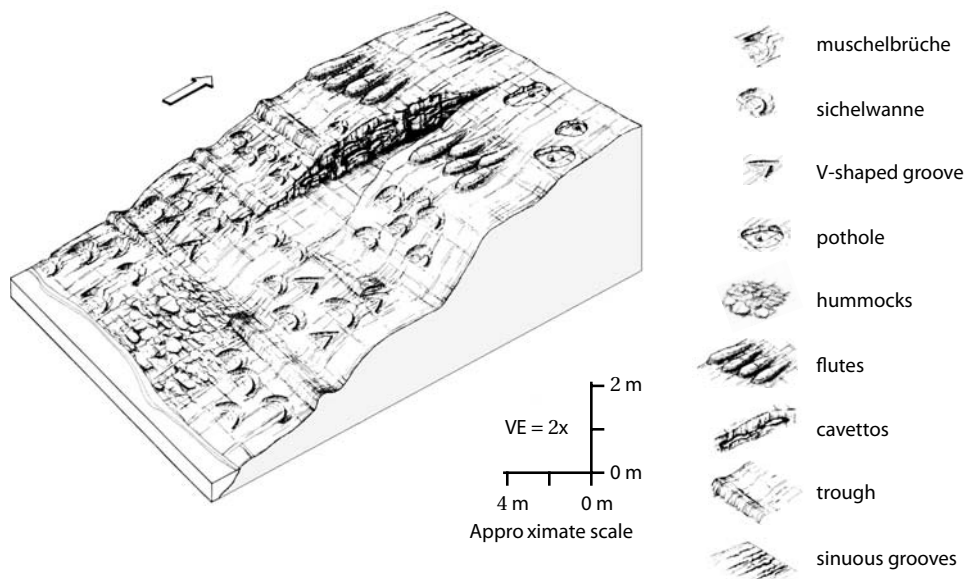 muschelbrüche
sichelwanne
V-shaped groove
pothole
hummocks
flutes
cavettos
trough
sinuous grooves
2 m
VE = 2x
0 m
4 m 0 m
Appro ximate scale